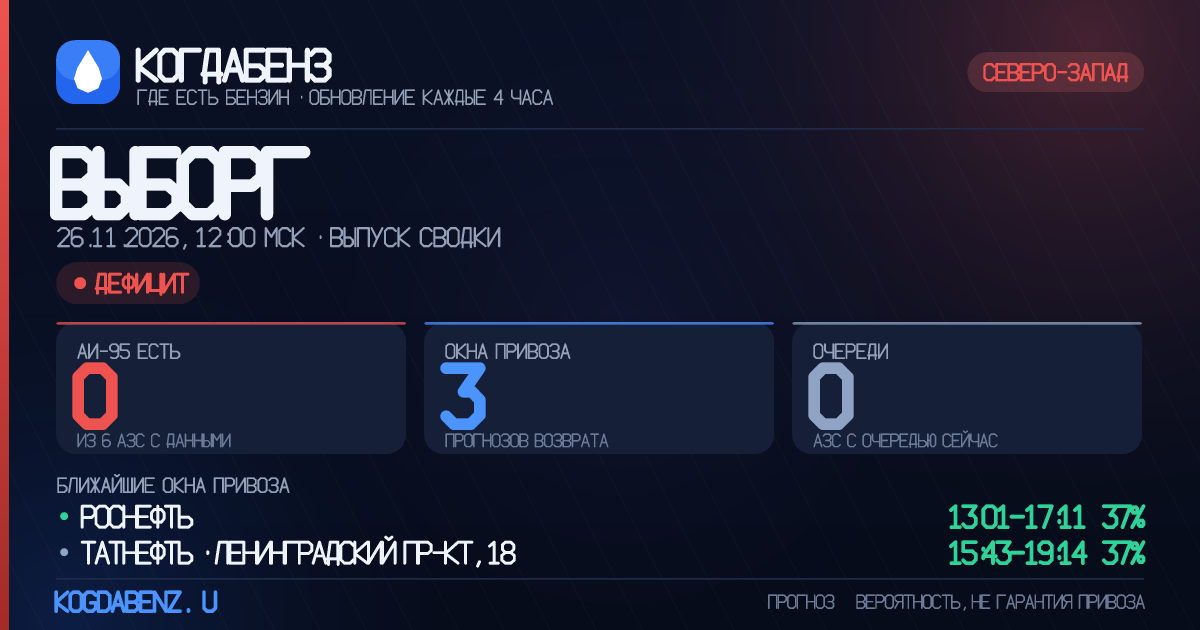 КОГДАБЕНЗ
ГДЕ ЕСТЬ БЕНЗИН · ОБНОВЛЕНИЕ КАЖДЫЕ 4 ЧАСА
СЕВЕРО-ЗАПАД
ВЫБОРГ
26.11.2026, 12:00 МСК · ВЫПУСК СВОДКИ
• ДЕФИЦИТ
АИ-95 ЕСТЬ
0
ИЗ 6 АЗС С ДАННЫМИ
ОКНА ПРИВОЗА
3
ПРОГНОЗОВ ВОЗВРАТА
ОЧЕРЕДИ
0
АЗС С ОЧЕРЕДЬЮ СЕЙЧАС
БЛИЖАЙШИЕ ОКНА ПРИВОЗА
• РОСНЕФТЬ 13:01–17:11 37%
• ТАТНЕФТЬ · ЛЕНИНГРАДСКИЙ ПР-КТ, 18 15:43–19:14 37%
KOGDABENZ. U
ПРОГНОЗ ВЕРОЯТНОСТЬ, НЕ ГАРАНТИЯ ПРИВОЗА